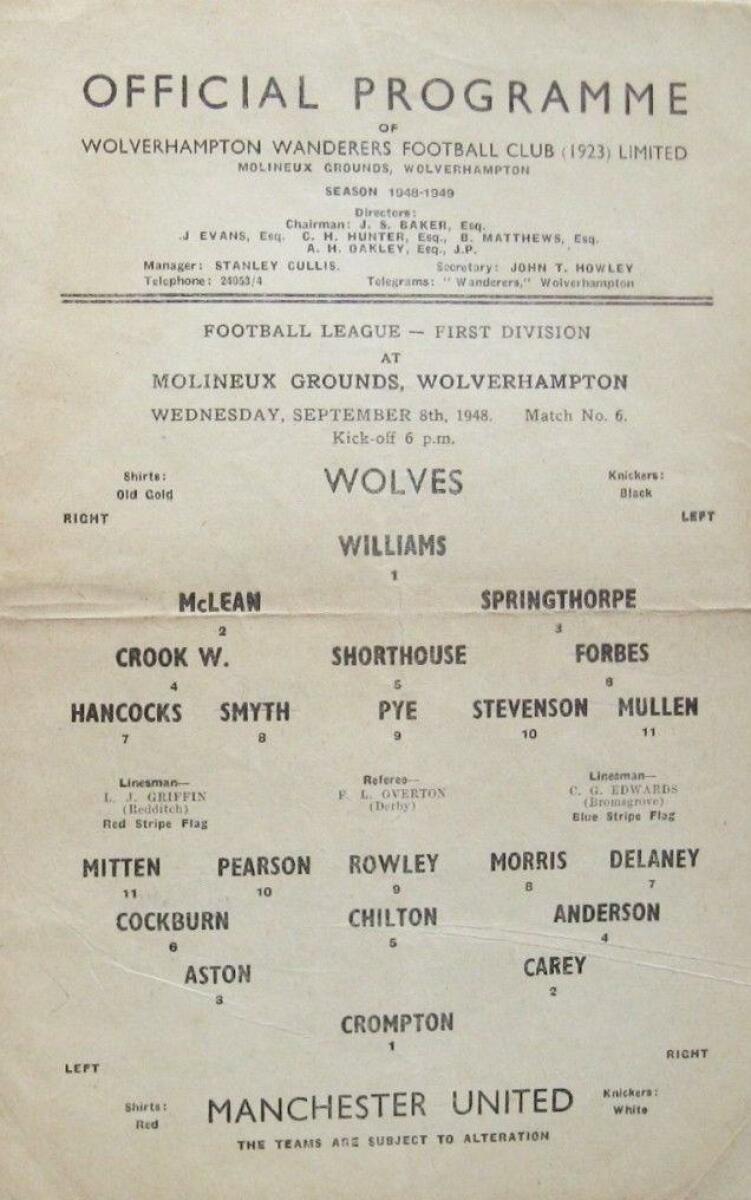 OFFICIAL PROGRAMME
OF
WOLVERHAMPTON WANDERERS FOOTBALL CLUB (1923) LIMITED
MOLINEUX GROUNDS, WOLVERHAMPTON
SEASON 1948-1949
Directors:
Chairman: J. S. BAKER, Esq.
J EVANS, Esq. C. H. HUNTER, Esq., B. MATTHEWS, Esq.
A. H. OAKLEY, Esq., J.P.
Manager: STANLEY CULLIS. Secretary: JOHN T. HOWLEY
Telephone: 24053/4 Telegrams: "Wanderers," Wolverhampton
FOOTBALL LEAGUE — FIRST DIVISION
AT
MOLINEUX GROUNDS, WOLVERHAMPTON
WEDNESDAY, SEPTEMBER 8th, 1948. Match No. 6.
Kick-off 6 p.m.
Shirts: WOLVES Knickers:
Old Gold Black
RIGHT LEFT
WILLIAMS
1
McLEAN SPRINGTHORPE
2 3
CROOK W. SHORTHOUSE FORBES
4 5 6
HANCOCKS SMYTH PYE STEVENSON MULLEN
7 8 9 10 11
Linesman— Referee— Linesman—
L. J. GRIFFIN F. L. OVERTON C. G. EDWARDS
(Redditch) (Derby) (Bromsgrove)
Red Stripe Flag Blue Stripe Flag
MITTEN PEARSON ROWLEY MORRIS DELANEY
11 10 9 8 7
COCKBURN CHILTON ANDERSON
6 5 4
ASTON CAREY
3 2
CROMPTON
1
LEFT RIGHT
Shirts: MANCHESTER UNITED Knickers:
Red White
THE TEAMS ARE SUBJECT TO ALTERATION